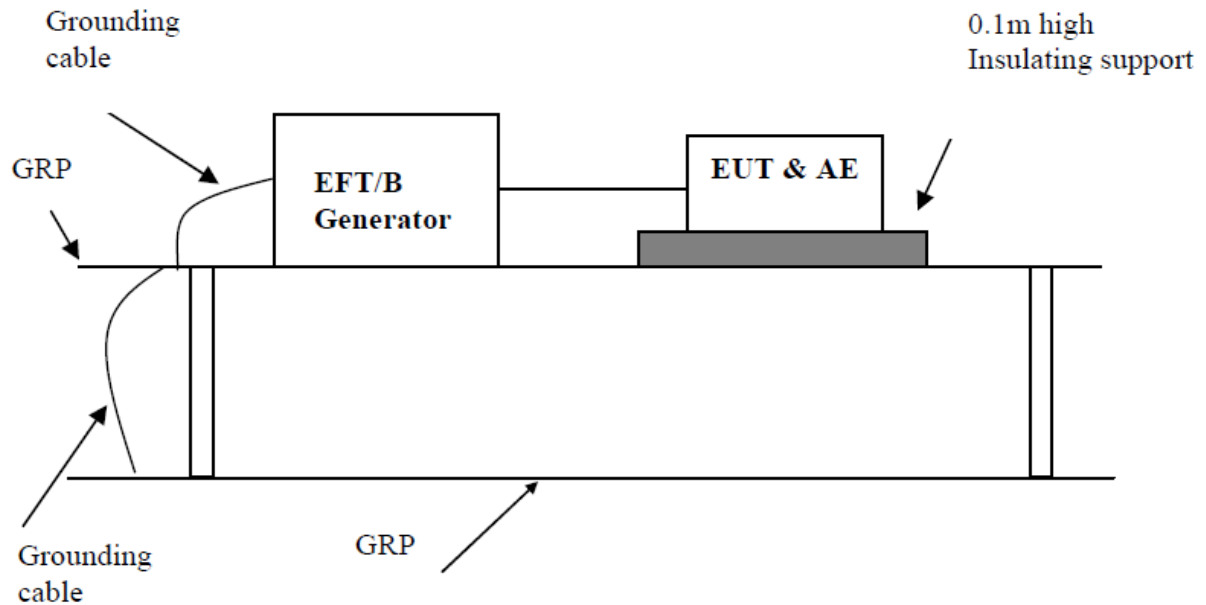 Grounding
cable
0.1m high
Insulating support
GRP
EFT/B
Generator
EUT & AE
Grounding
cable
GRP